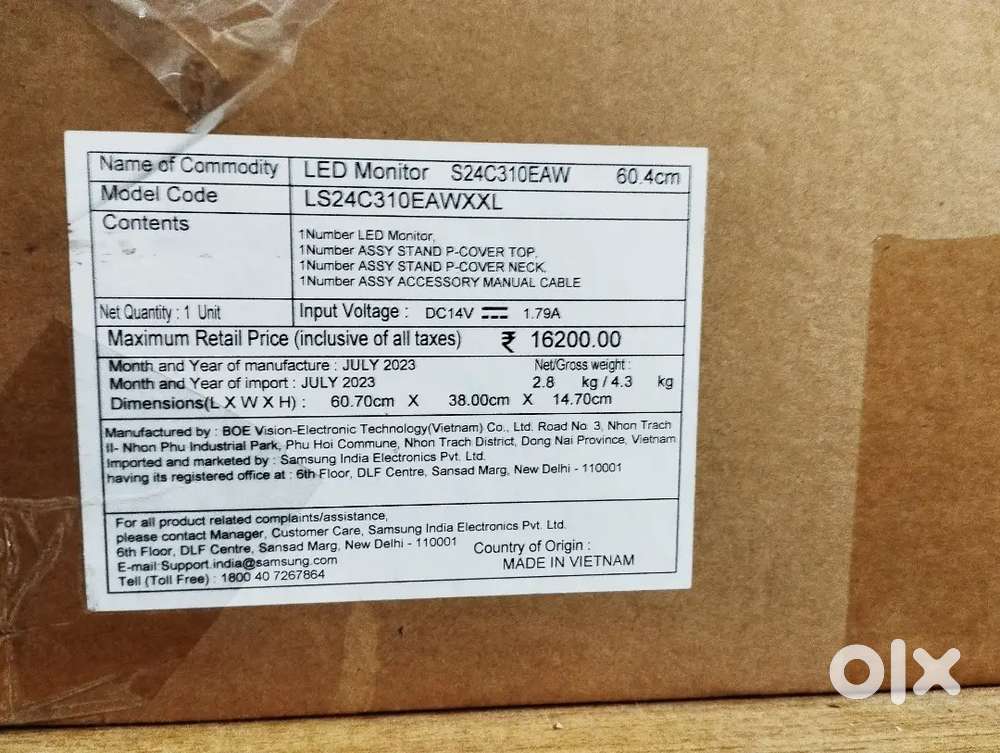 Name of Commodity LED Monitor S24C310EAW 60.4cm
Model Code LS24C310EAWXXL
Contents
1Number LED Monitor,
1Number ASSY STAND P-COVER TOP,
1Number ASSY STAND P-COVER NECK,
1Number ASSY ACCESSORY MANUAL CABLE
Net Quantity : 1 Unit Input Voltage : DC14V 1.79A
Maximum Retail Price (inclusive of all taxes) ₹ 16200.00
Month and Year of manufacture : JULY 2023 Net/Gross weight :
Month and Year of import : JULY 2023 2.8 kg / 4.3 kg
Dimensions(L X W X H) : 60.70cm X 38.00cm X 14.70cm
Manufactured by : BOE Vision-Electronic Technology(Vietnam) Co., Ltd. Road No. 3, Nhon Trach
II- Nhon Phu Industrial Park, Phu Hoi Commune, Nhon Trach District, Dong Nai Province, Vietnam
Imported and marketed by : Samsung India Electronics Pvt. Ltd.
having its registered office at : 6th Floor, DLF Centre, Sansad Marg, New Delhi - 110001
For all product related complaints/assistance,
please contact Manager, Customer Care, Samsung India Electronics Pvt. Ltd.
6th Floor, DLF Centre, Sansad Marg, New Delhi - 110001
E-mail:Support.india@samsung.com
Tell (Toll Free) : 1800 40 7267864
Country of Origin :
MADE IN VIETNAM
olx